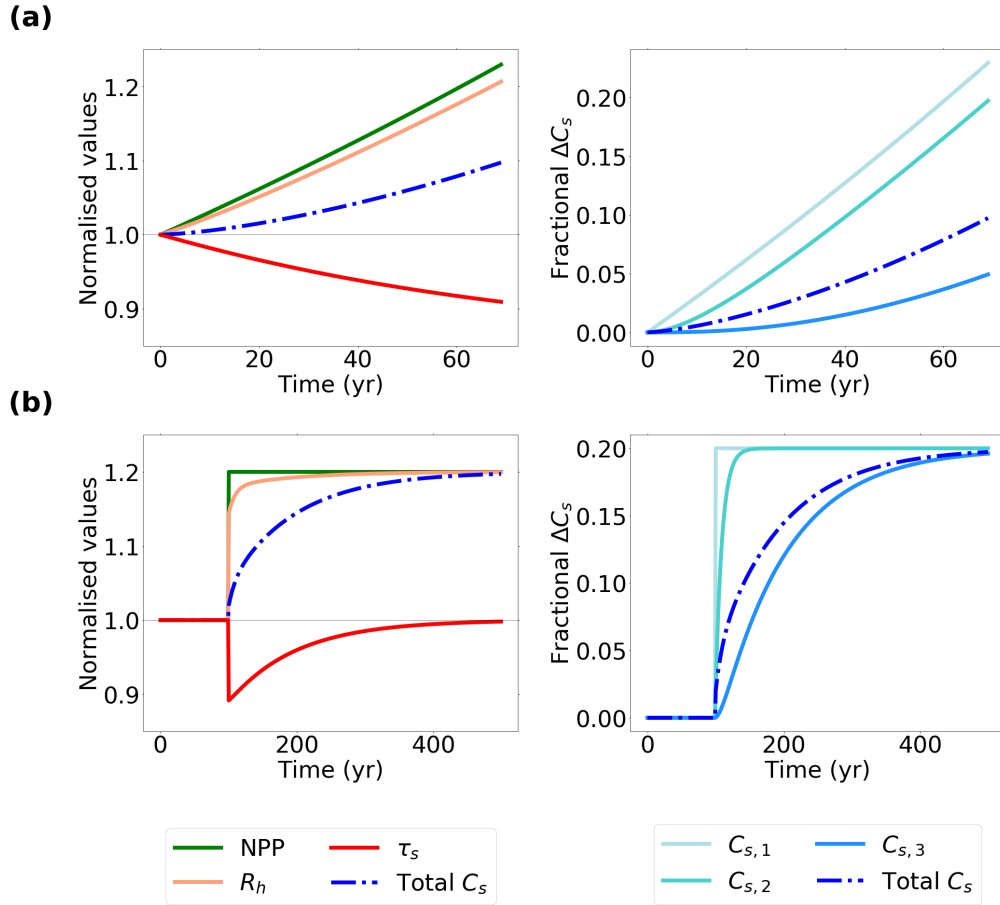 (a)
Normalised values
1.2
1.1
1.0
0.9
0 20 40 60
Time (yr)
Fractional ΔC_s
0.20
0.15
0.10
0.05
0.00
0 20 40 60
Time (yr)
(b)
Normalised values
1.2
1.1
1.0
0.9
0 200 400
Time (yr)
Fractional ΔC_s
0.20
0.15
0.10
0.05
0.00
0 200 400
Time (yr)
NPP τ_s
R_h Total C_s
C_{s,1} C_{s,3}
C_{s,2} Total C_s